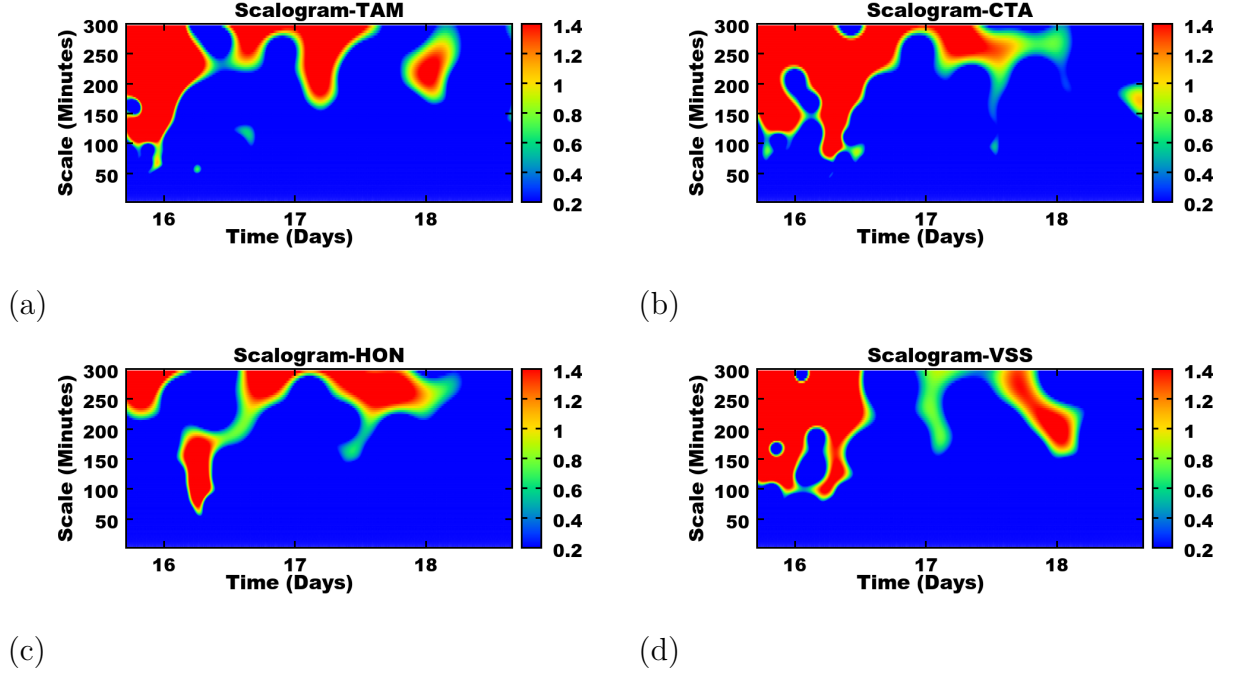 Scalogram-TAM
Scale (Minutes)
300
250
200
150
100
50
16 17 18
Time (Days)
1.4
1.2
1
0.8
0.6
0.4
0.2
(a)
Scalogram-CTA
Scale (Minutes)
300
250
200
150
100
50
16 17 18
Time (Days)
1.4
1.2
1
0.8
0.6
0.4
0.2
(b)
Scalogram-HON
Scale (Minutes)
300
250
200
150
100
50
16 17 18
Time (Days)
1.4
1.2
1
0.8
0.6
0.4
0.2
(c)
Scalogram-VSS
Scale (Minutes)
300
250
200
150
100
50
16 17 18
Time (Days)
1.4
1.2
1
0.8
0.6
0.4
0.2
(d)